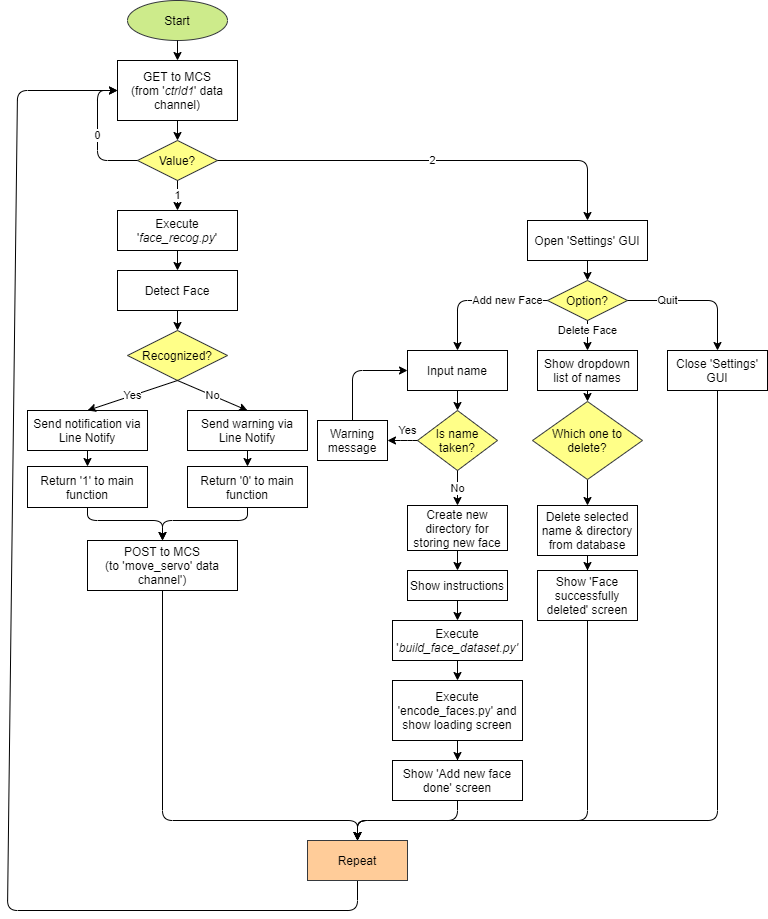 Start
GET to MCS
(from 'ctrld1' data
channel)
0
Value?
2
1
Execute
'face_recog.py'
Open 'Settings' GUI
Detect Face
Add new Face
Option?
Quit
Delete Face
Recognized?
Input name
Show dropdown
list of names
Close 'Settings'
GUI
Yes
No
Send notification via
Line Notify
Send warning via
Line Notify
Warning
message
Yes
Is name
taken?
Which one to
delete?
Return '1' to main
function
Return '0' to main
function
No
Create new
directory for
storing new face
Delete selected
name & directory
from database
POST to MCS
(to 'move_servo' data
channel')
Show instructions
Show 'Face
successfully
deleted' screen
Execute
'build_face_dataset.py'
Execute
'encode_faces.py' and
show loading screen
Show 'Add new face
done' screen
Repeat